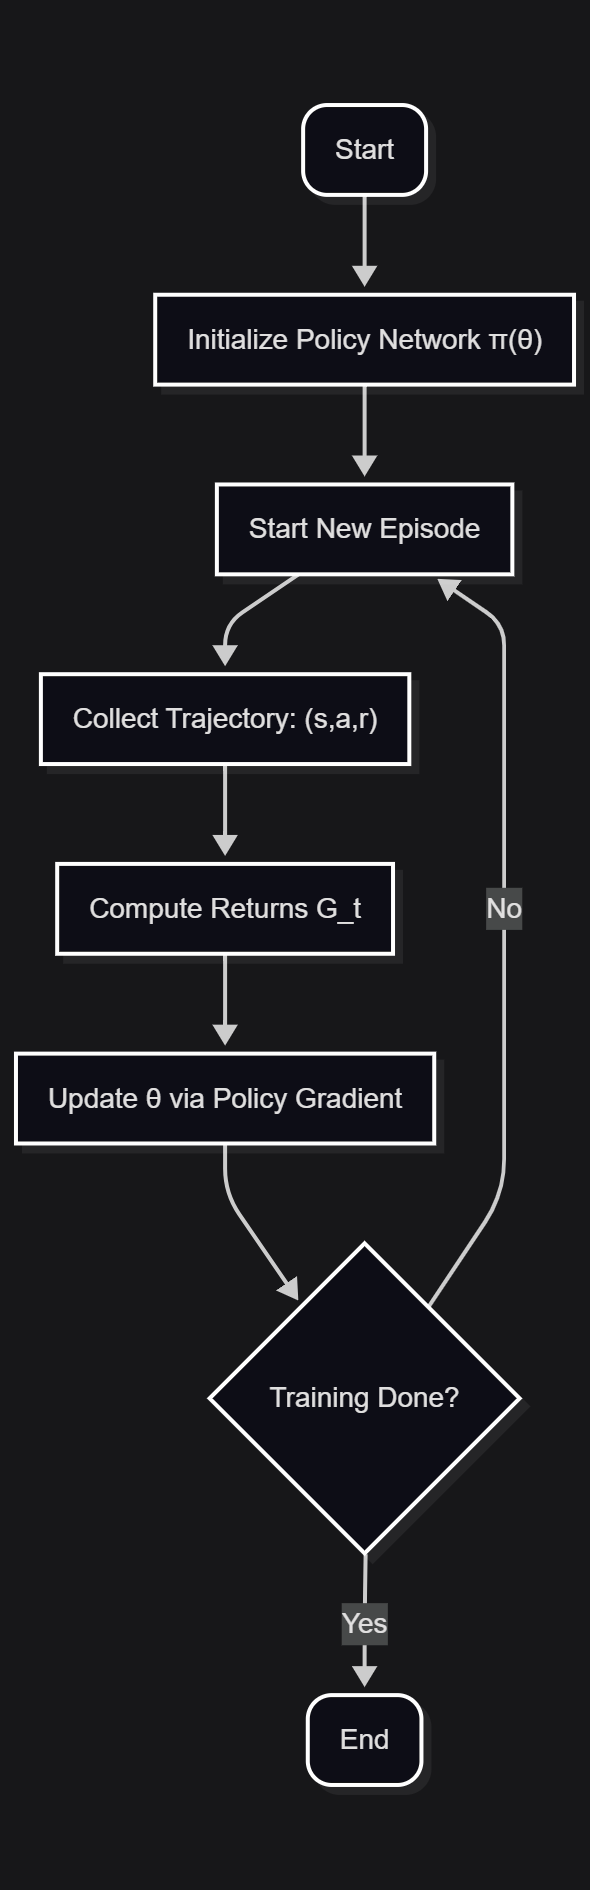 Start
Initialize Policy Network π(θ)
Start New Episode
Collect Trajectory: (s,a,r)
Compute Returns G_t
No
Update θ via Policy Gradient
Training Done?
Yes
End